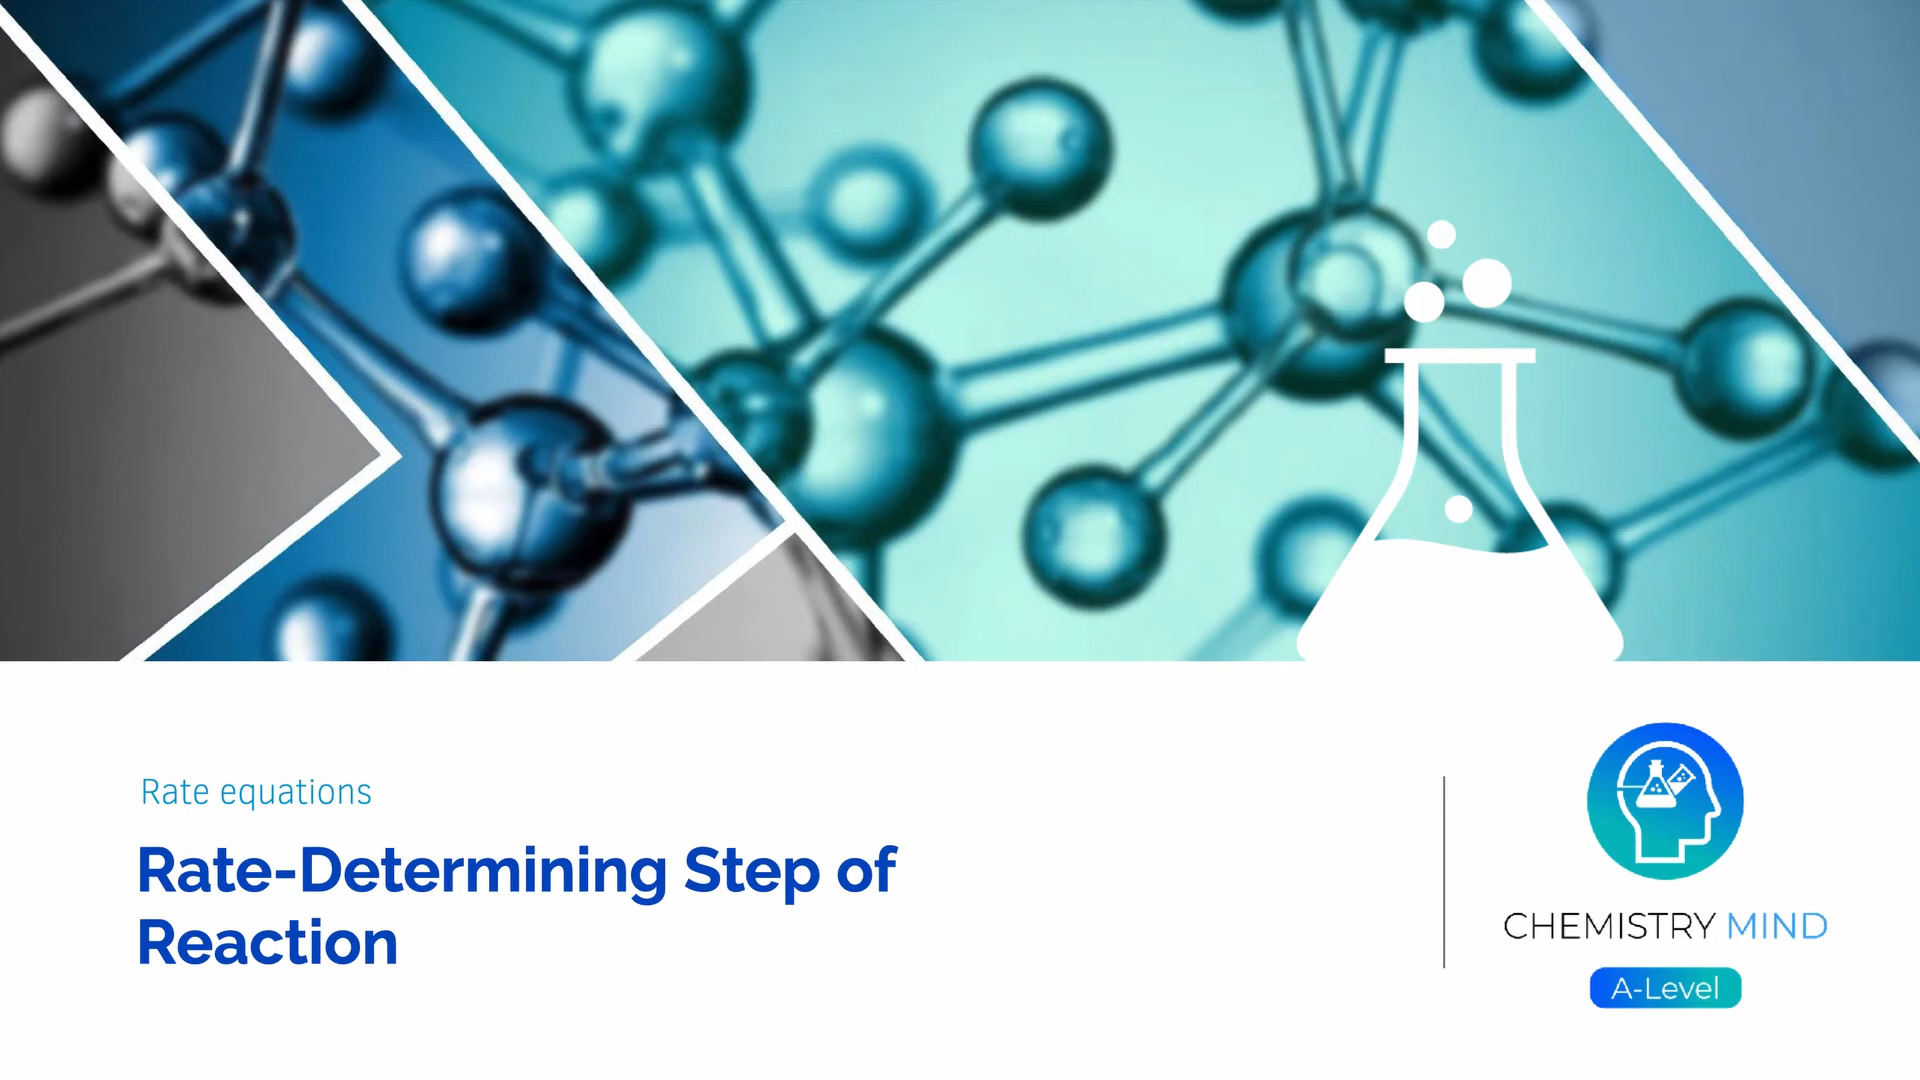 Rate equations
Rate-Determining Step of
Reaction
CHEMISTRY MIND
A-Level